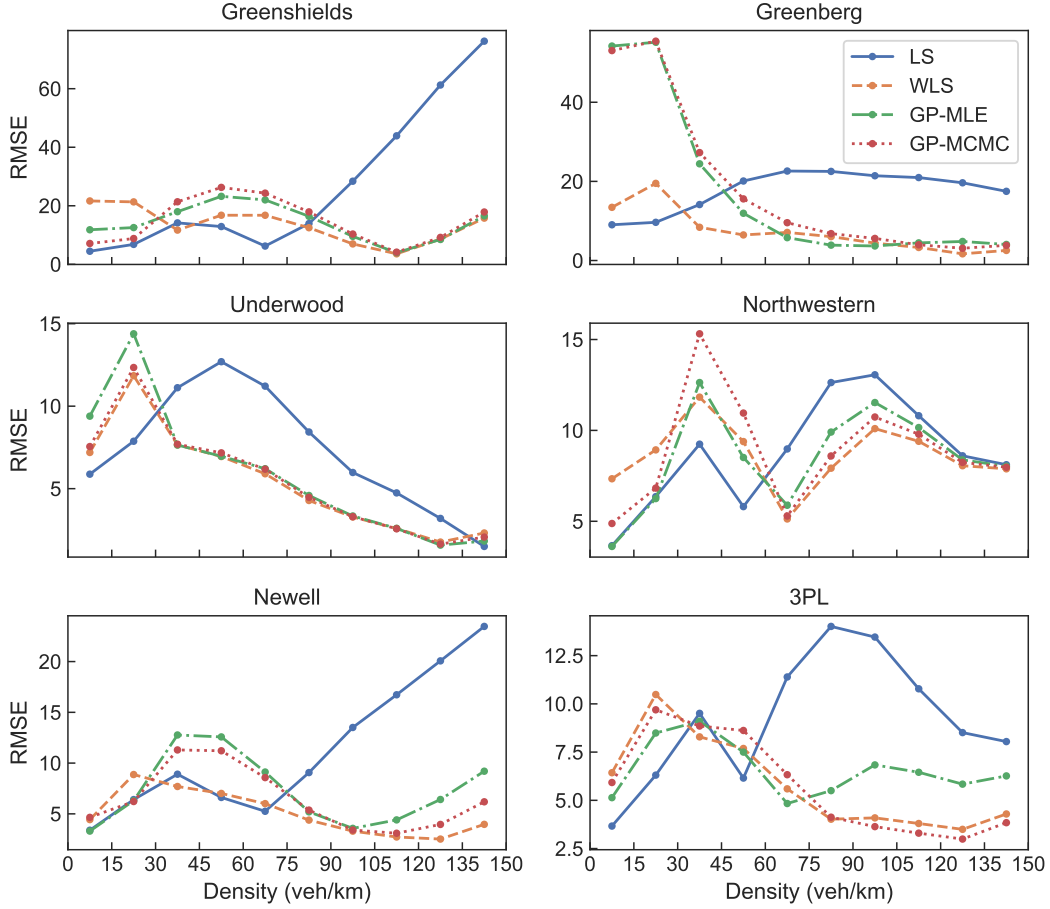 Greenshields
Greenberg
RMSE
60
40
20
0
40
20
0
LS
WLS
GP-MLE
GP-MCMC
Underwood
Northwestern
RMSE
15
10
5
15
10
5
Newell
3PL
RMSE
20
15
10
5
12.5
10.0
7.5
5.0
2.5
0 15 30 45 60 75 90 105 120 135 150
0 15 30 45 60 75 90 105 120 135 150
Density (veh/km)
Density (veh/km)